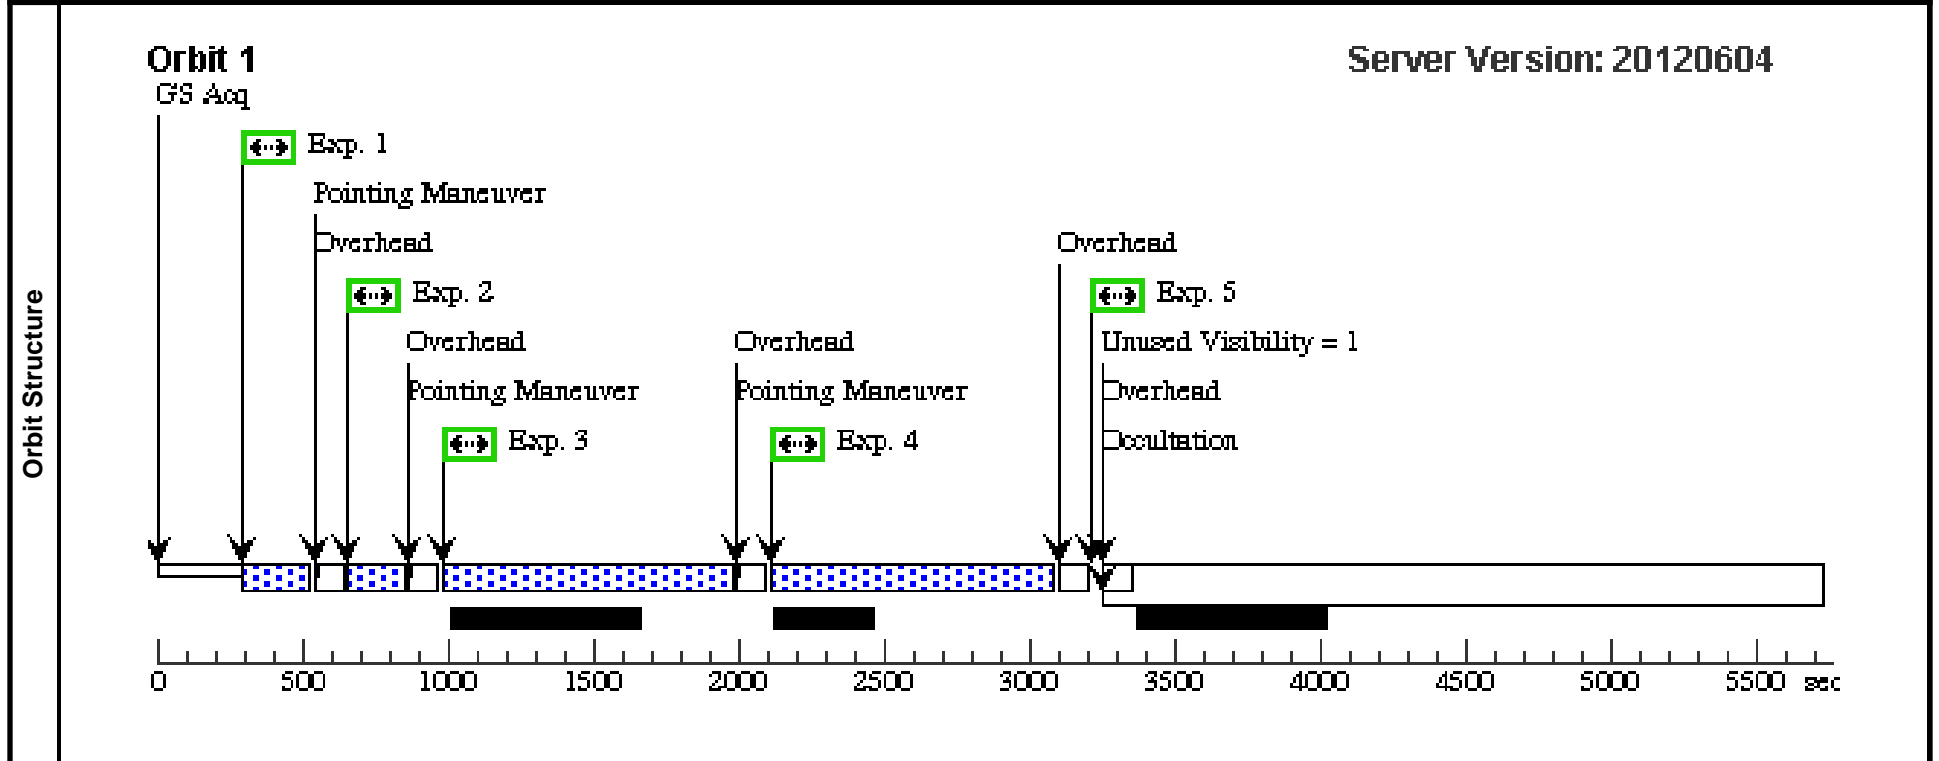 Orbit 1
Server Version: 20120604
GS Acq
Exp. 1
Pointing Maneuver
Overhead
Overhead
Exp. 2
Exp. 5
Overhead
Overhead
Unused Visibility = 1
Pointing Maneuver
Pointing Maneuver
Overhead
Exp. 3
Exp. 4
Occultation
Orbit Structure
0 500 1000 1500 2000 2500 3000 3500 4000 4500 5000 5500 sec